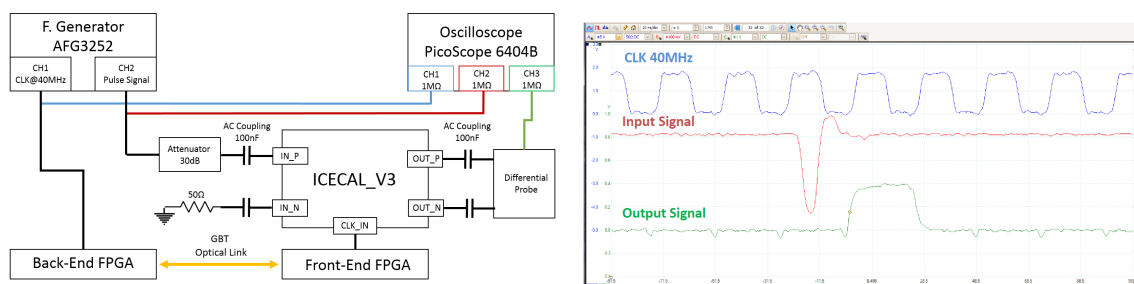 F. Generator
AFG3252
CH1
CLK@40MHz
CH2
Pulse Signal
Oscilloscope
PicoScope 6404B
CH1
1MΩ
CH2
1MΩ
CH3
1MΩ
AC Coupling
100nF
AC Coupling
100nF
Attenuator
30dB
IN_P
OUT_P
ICECAL_V3
Differential
Probe
50Ω
IN_N
OUT_N
CLK_IN
GBT
Optical Link
Back-End FPGA
Front-End FPGA
CLK 40MHz
Input Signal
Output Signal